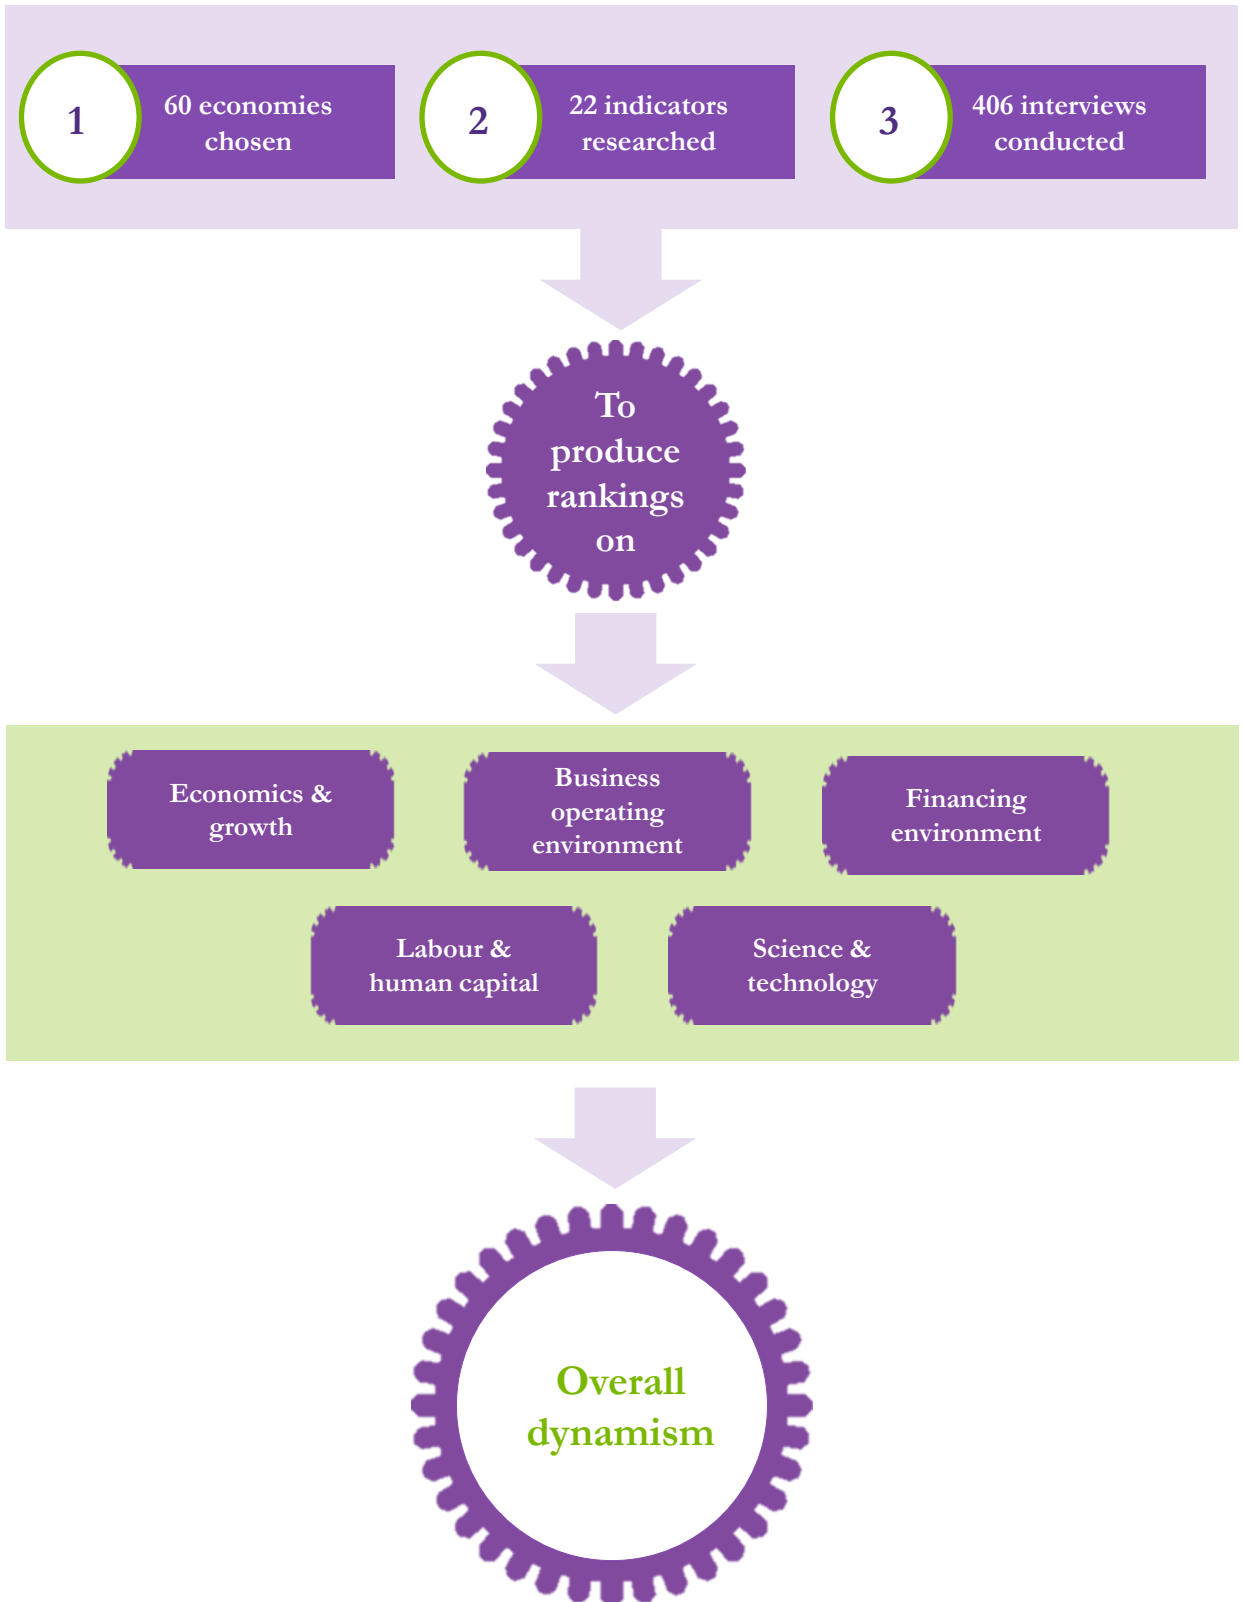 1
60 economies
chosen
2
22 indicators
researched
3
406 interviews
conducted
To
produce
rankings
on
Economics &
growth
Business
operating
environment
Financing
environment
Labour &
human capital
Science &
technology
Overall
dynamism